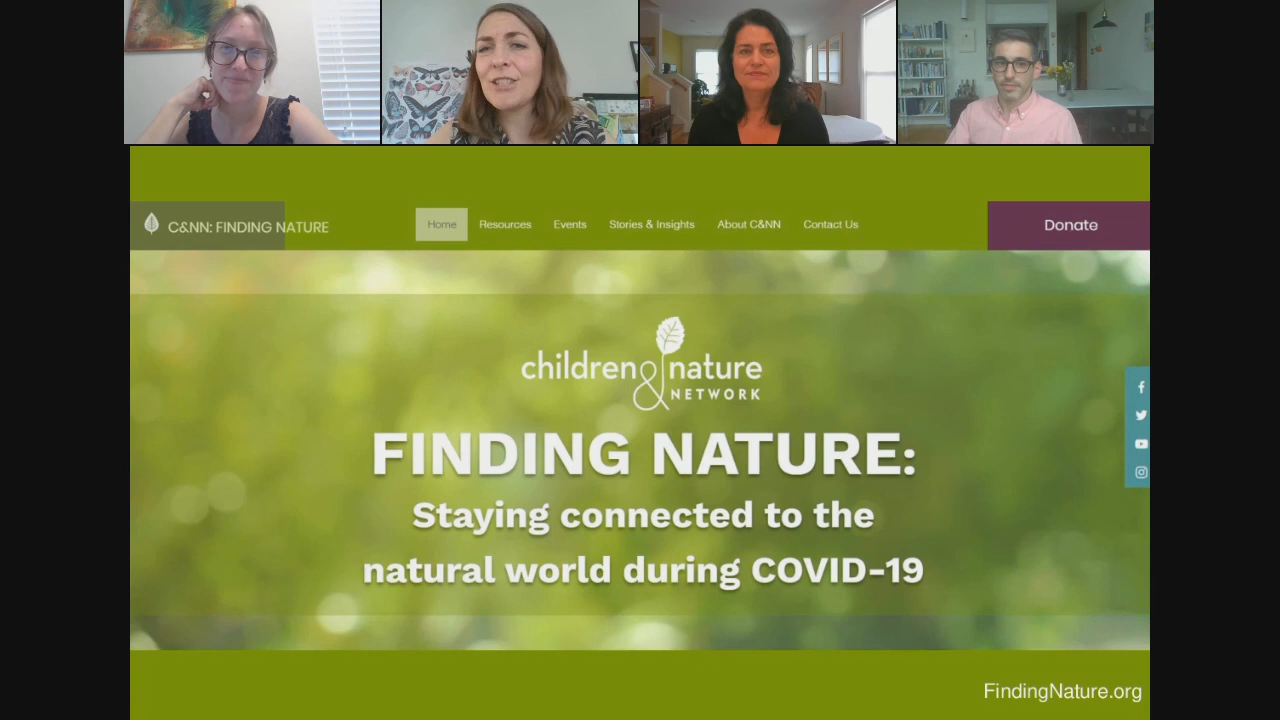 C&NN: FINDING NATURE
Home
Resources
Events
Stories & Insights
About C&NN
Contact Us
Donate
children & nature
NETWORK
FINDING NATURE:
Staying connected to the
natural world during COVID-19
FindingNature.org